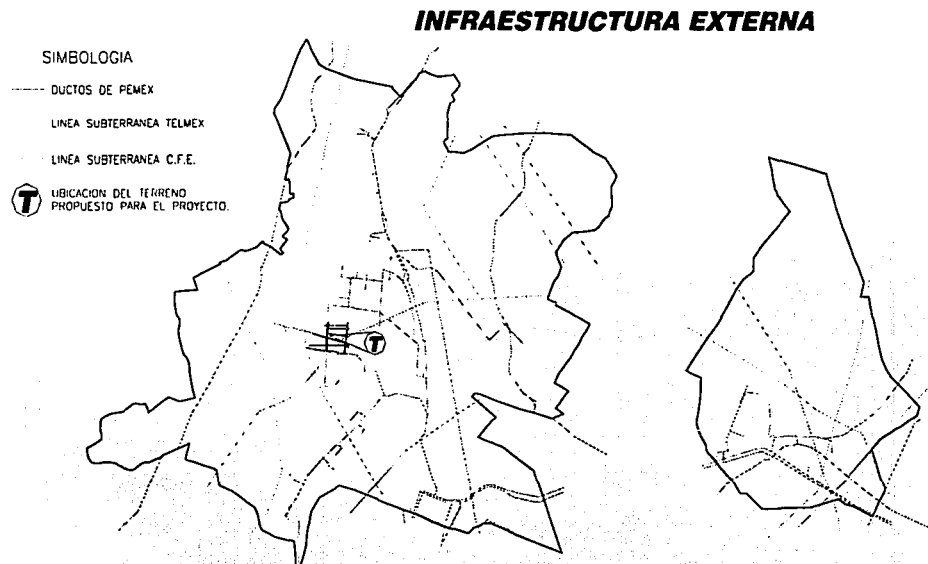 INFRAESTRUCTURA EXTERNA
SIMBOLOGIA
DUCTOS DE PEMEX
LINEA SUBTERRANEA TELMEX
LINEA SUBTERRANEA C.F.E.
T
UBICACION DEL TERRENO
PROPUESTO PARA EL PROYECTO.
T